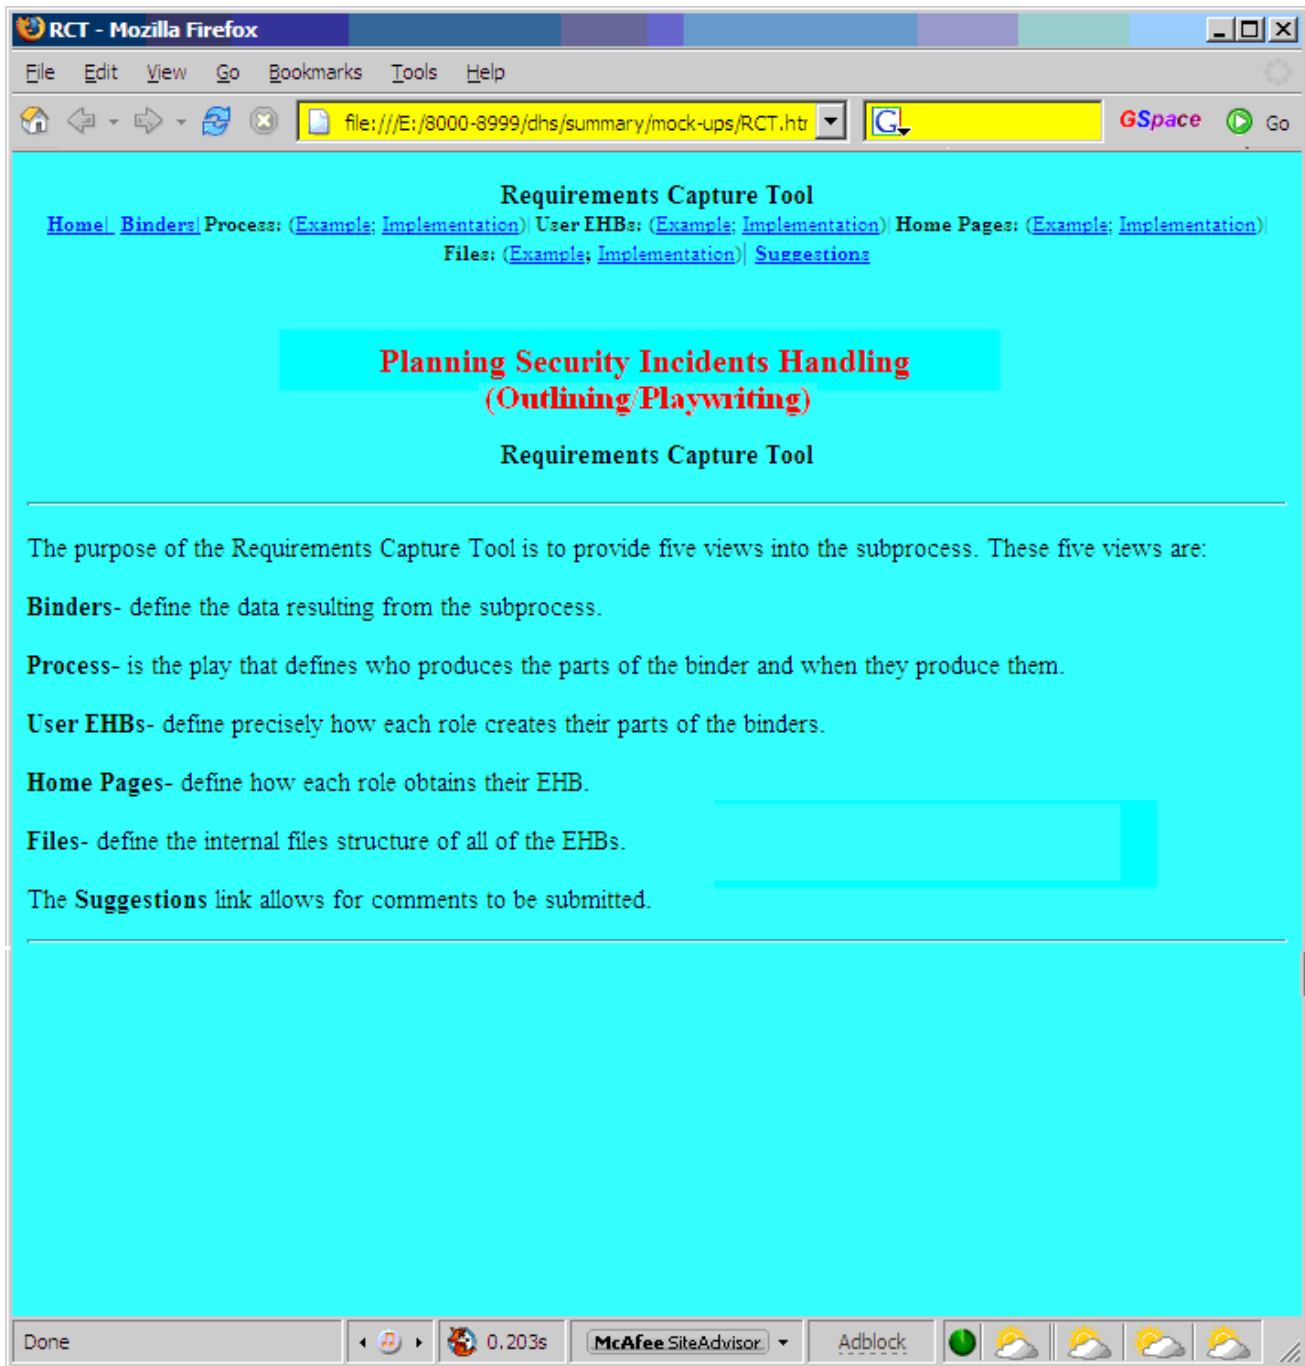 RCT - Mozilla Firefox
File Edit View Go Bookmarks Tools Help
file:///E:/8000-8999/dhs/summary/mock-ups/RCT.htr G GSpace Go
Requirements Capture Tool
Home| Binders| Process: (Example; Implementation)| User EHBs: (Example; Implementation)| Home Pages: (Example; Implementation)|
Files: (Example; Implementation)| Suggestions
Planning Security Incidents Handling
(Outlining/Playwriting)
Requirements Capture Tool
The purpose of the Requirements Capture Tool is to provide five views into the subprocess. These five views are:
Binders- define the data resulting from the subprocess.
Process- is the play that defines who produces the parts of the binder and when they produce them.
User EHBs- define precisely how each role creates their parts of the binders.
Home Pages- define how each role obtains their EHB.
Files- define the internal files structure of all of the EHBs.
The Suggestions link allows for comments to be submitted.
Done 0.203s McAfee SiteAdvisor Adblock